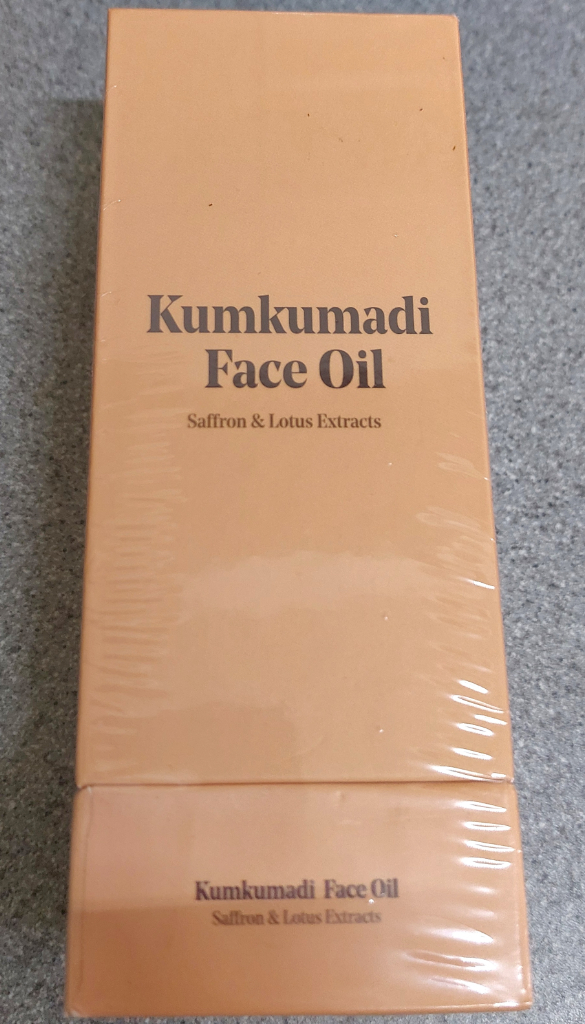 Kumkumadi
Face Oil
Saffron & Lotus Extracts
Kumkumadi Face Oil
Saffron & Lotus Extracts